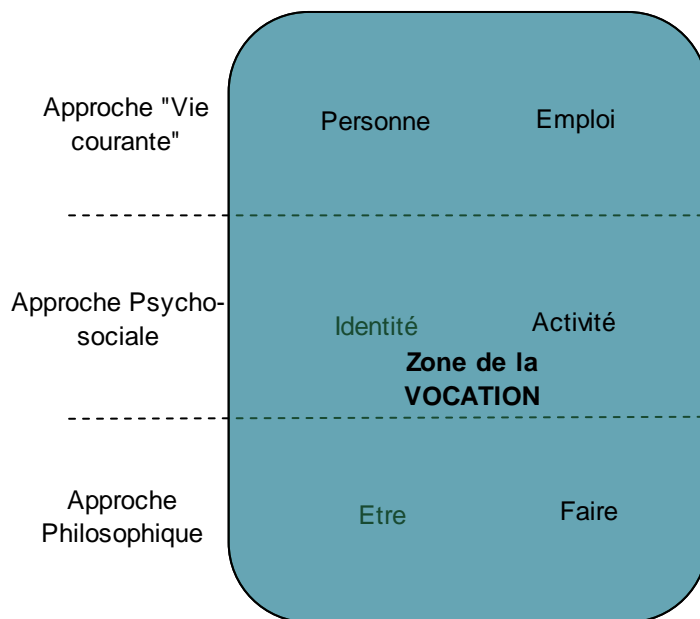 Approche "Vie
courante"
Personne
Emploi
Approche Psycho-
sociale
Identité
Activité
Zone de la
VOCATION
Approche
Philosophique
Etre
Faire